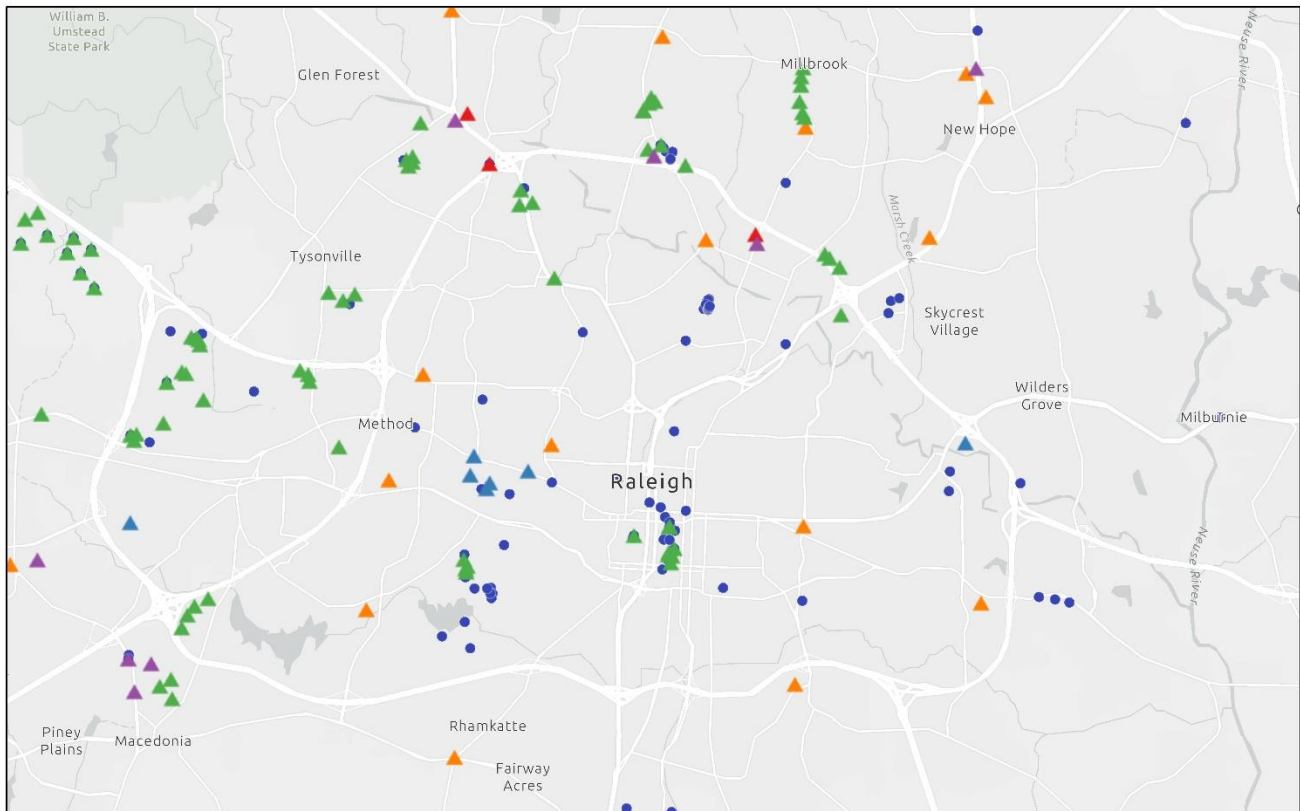 William B.
Umstead
State Park
Glen Forest
Millbrook
New Hope
Neuse River
Marsh Creek
Tysonville
Skycrest
Village
Wilders
Grove
Method
Milburnie
Raleigh
Neuse River
Rhamkatte
Piney
Plains
Macedonia
Fairway
Acres